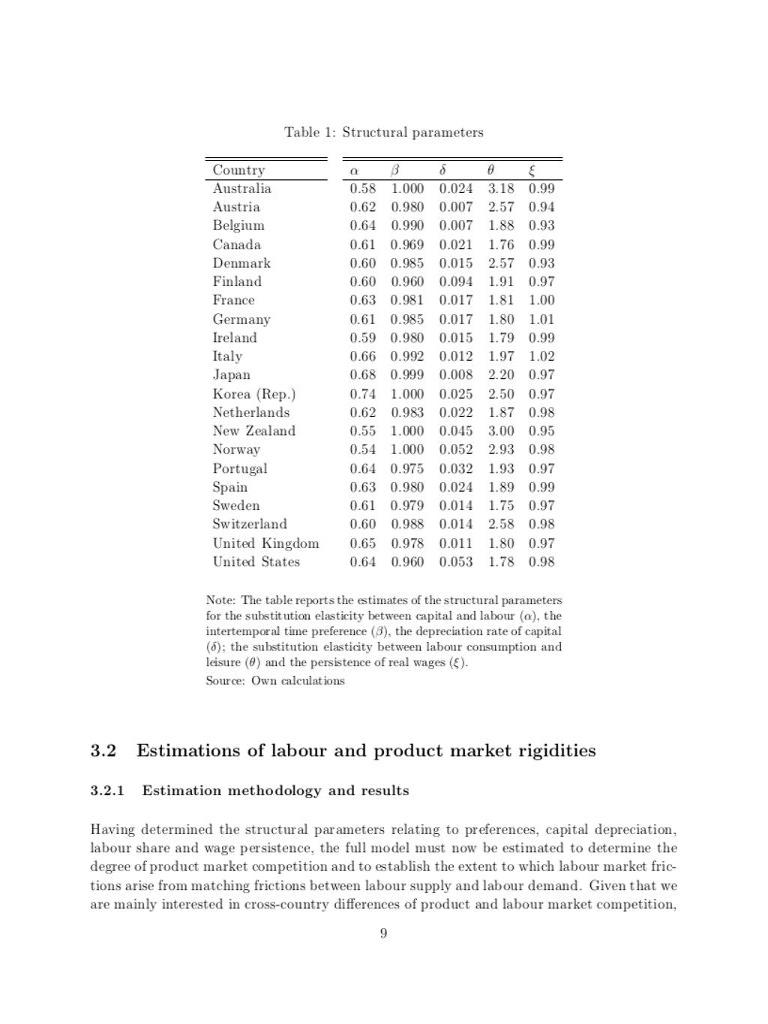 Table 1: Structural parameters
Country α β δ θ ξ
Australia 0.58 1.000 0.024 3.18 0.99
Austria 0.62 0.980 0.007 2.57 0.94
Belgium 0.64 0.990 0.007 1.88 0.93
Canada 0.61 0.969 0.021 1.76 0.99
Denmark 0.60 0.985 0.015 2.57 0.93
Finland 0.60 0.960 0.094 1.91 0.97
France 0.63 0.981 0.017 1.81 1.00
Germany 0.61 0.985 0.017 1.80 1.01
Ireland 0.59 0.980 0.015 1.79 0.99
Italy 0.66 0.992 0.012 1.97 1.02
Japan 0.68 0.999 0.008 2.20 0.97
Korea (Rep.) 0.74 1.000 0.025 2.50 0.97
Netherlands 0.62 0.983 0.022 1.87 0.98
New Zealand 0.55 1.000 0.045 3.00 0.95
Norway 0.54 1.000 0.052 2.93 0.98
Portugal 0.64 0.975 0.032 1.93 0.97
Spain 0.63 0.980 0.024 1.89 0.99
Sweden 0.61 0.979 0.014 1.75 0.97
Switzerland 0.60 0.988 0.014 2.58 0.98
United Kingdom 0.65 0.978 0.011 1.80 0.97
United States 0.64 0.960 0.053 1.78 0.98
Note: The table reports the estimates of the structural parameters
for the substitution elasticity between capital and labour (α), the
intertemporal time preference (β), the depreciation rate of capital
(δ); the substitution elasticity between labour consumption and
leisure (θ) and the persistence of real wages (ξ).
Source: Own calculations
3.2 Estimations of labour and product market rigidities
3.2.1 Estimation methodology and results
Having determined the structural parameters relating to preferences, capital depreciation,
labour share and wage persistence, the full model must now be estimated to determine the
degree of product market competition and to establish the extent to which labour market fric-
tions arise from matching frictions between labour supply and labour demand. Given that we
are mainly interested in cross-country differences of product and labour market competition,
9